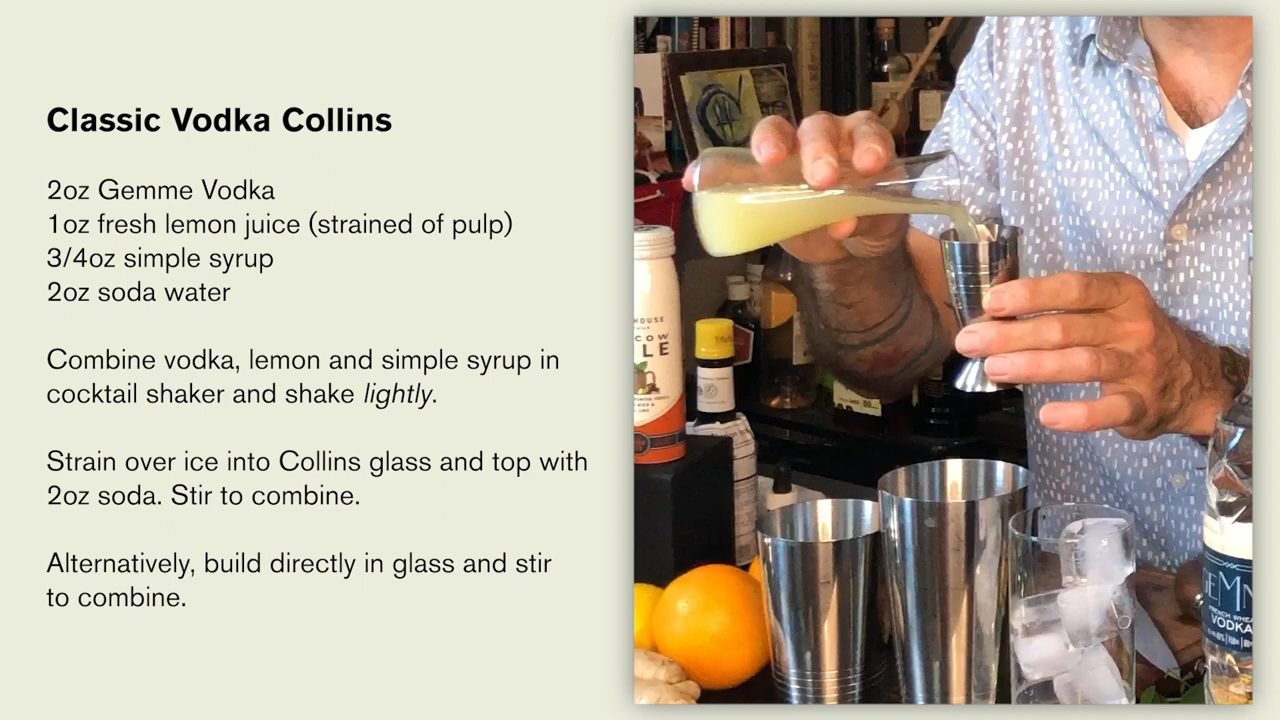 Classic Vodka Collins
2oz Gemme Vodka
1oz fresh lemon juice (strained of pulp)
3/4oz simple syrup
2oz soda water
Combine vodka, lemon and simple syrup in
cocktail shaker and shake lightly.
Strain over ice into Collins glass and top with
2oz soda. Stir to combine.
Alternatively, build directly in glass and stir
to combine.
VODKA